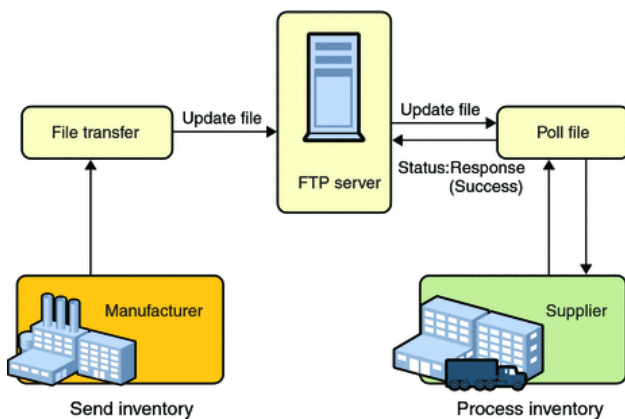 File transfer
Update file
FTP server
Update file
Status:Response
(Success)
Poll file
Manufacturer
Send inventory
Supplier
Process inventory